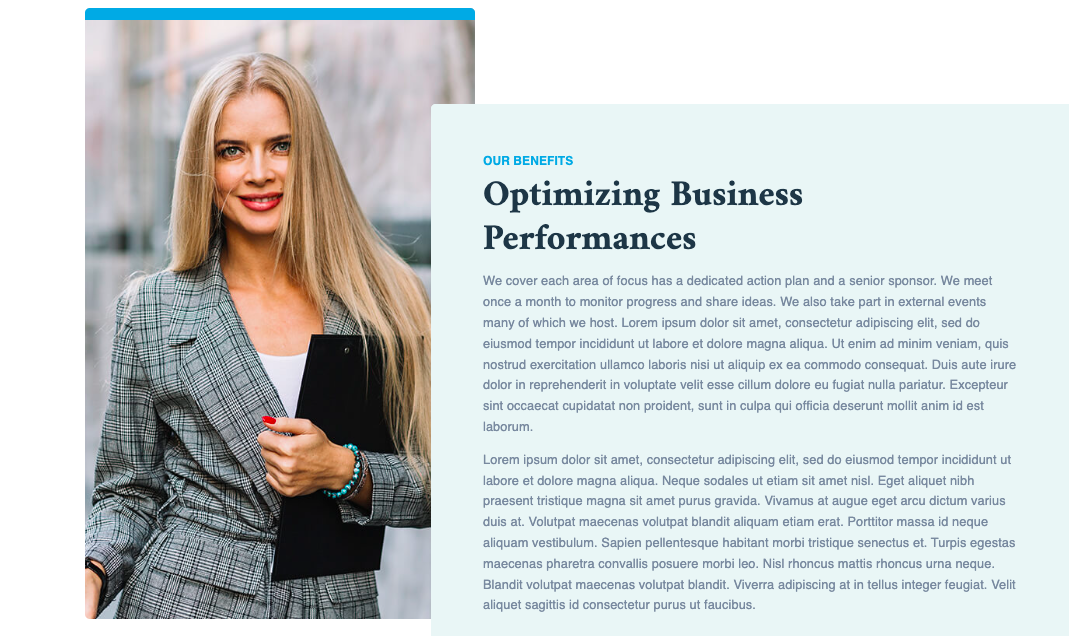 OUR BENEFITS
Optimizing Business
Performances
We cover each area of focus has a dedicated action plan and a senior sponsor. We meet
once a month to monitor progress and share ideas. We also take part in external events
many of which we host. Lorem ipsum dolor sit amet, consectetur adipiscing elit, sed do
eiusmod tempor incididunt ut labore et dolore magna aliqua. Ut enim ad minim veniam, quis
nostrud exercitation ullamco laboris nisi ut aliquip ex ea commodo consequat. Duis aute irure
dolor in reprehenderit in voluptate velit esse cillum dolore eu fugiat nulla pariatur. Excepteur
sint occaecat cupidatat non proident, sunt in culpa qui officia deserunt mollit anim id est
laborum.
Lorem ipsum dolor sit amet, consectetur adipiscing elit, sed do eiusmod tempor incididunt ut
labore et dolore magna aliqua. Neque sodales ut etiam sit amet nisl. Eget aliquet nibh
praesent tristique magna sit amet purus gravida. Vivamus at augue eget arcu dictum varius
duis at. Volutpat maecenas volutpat blandit aliquam etiam erat. Porttitor massa id neque
aliquam vestibulum. Sapien pellentesque habitant morbi tristique senectus et. Turpis egestas
maecenas pharetra convallis posuere morbi leo. Nisl rhoncus mattis rhoncus urna neque.
Blandit volutpat maecenas volutpat blandit. Viverra adipiscing at in tellus integer feugiat. Velit
aliquet sagittis id consectetur purus ut faucibus.